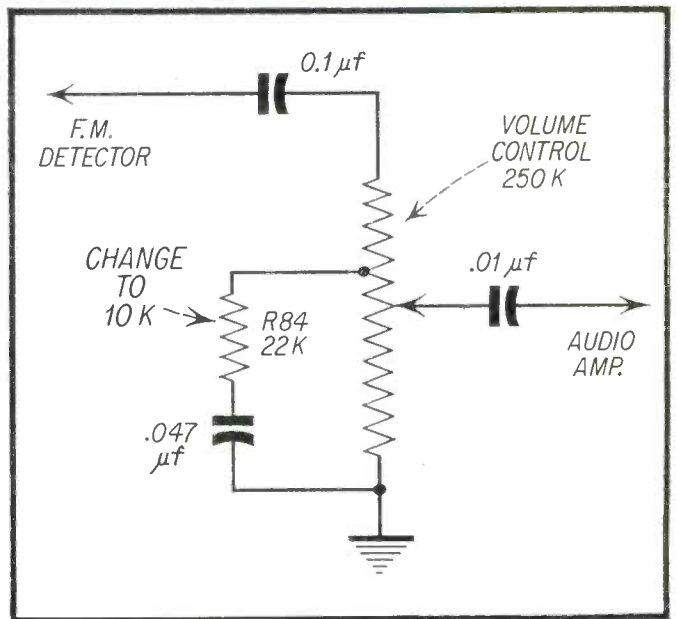 0.1 µf
F.M.
DETECTOR
VOLUME
CONTROL
250 K
CHANGE
TO
10 K
R84
22 K
.01 µf
AUDIO
AMP.
.047
µf